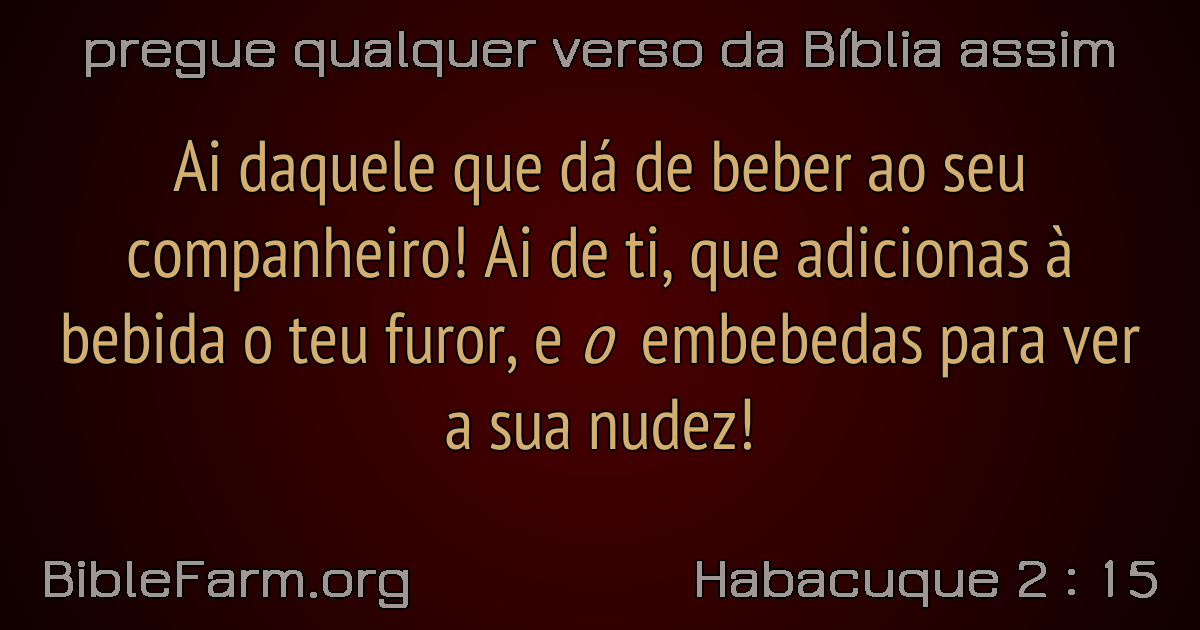 pregue qualquer verso da Bíblia assim
Ai daquele que dá de beber ao seu
companheiro! Ai de ti, que adicionas à
bebida o teu furor, e o embebedas para ver
a sua nudez!
BibleFarm.org
Habacuque 2 : 15